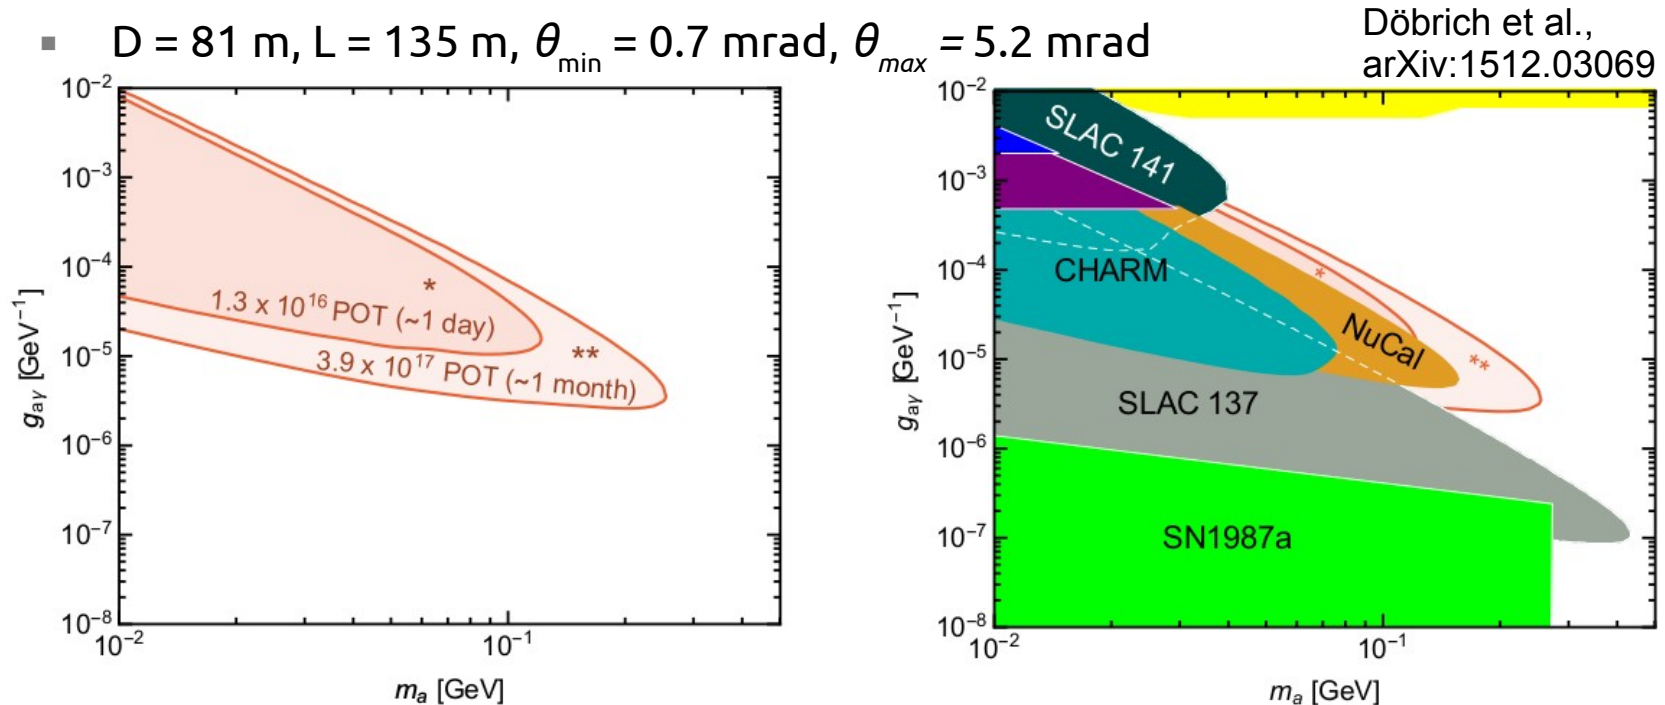 ▪ D = 81 m, L = 135 m, θmin = 0.7 mrad, θmax = 5.2 mrad
Döbrich et al.,
arXiv:1512.03069
10⁻²
10⁻³
10⁻⁴
10⁻⁵
10⁻⁶
10⁻⁷
10⁻⁸
gaγ [GeV⁻¹]
*
1.3 x 10¹⁶ POT (~1 day)
**
3.9 x 10¹⁷ POT (~1 month)
10⁻²
10⁻¹
ma [GeV]
10⁻²
10⁻³
10⁻⁴
10⁻⁵
10⁻⁶
10⁻⁷
10⁻⁸
gaγ [GeV⁻¹]
SLAC 141
*
CHARM
NuCal
**
SLAC 137
SN1987a
10⁻²
10⁻¹
ma [GeV]